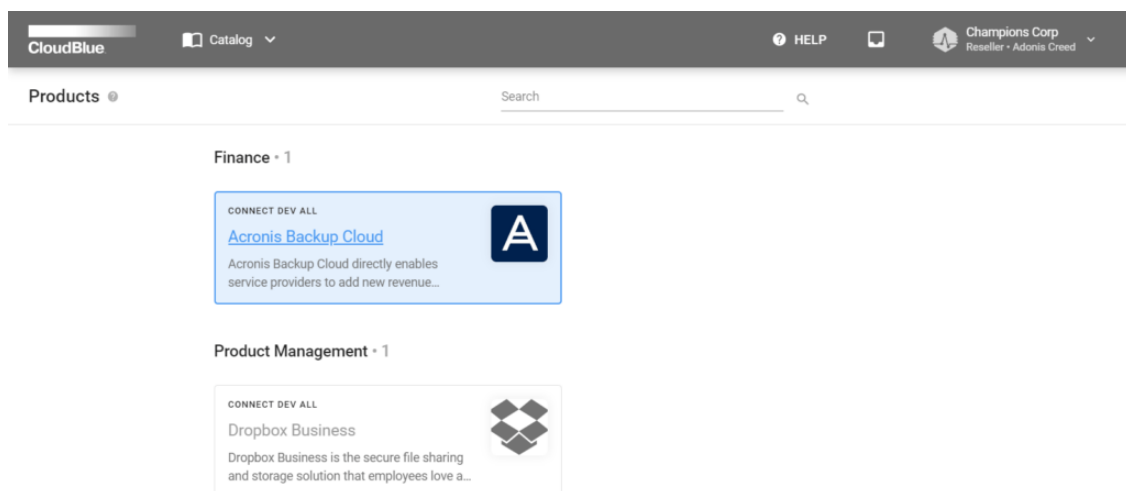 CloudBlue
Catalog
HELP
Champions Corp
Reseller • Adonis Creed
Products
Search
Finance • 1
CONNECT DEV ALL
Acronis Backup Cloud
Acronis Backup Cloud directly enables
service providers to add new revenue...
Product Management • 1
CONNECT DEV ALL
Dropbox Business
Dropbox Business is the secure file sharing
and storage solution that employees love a...